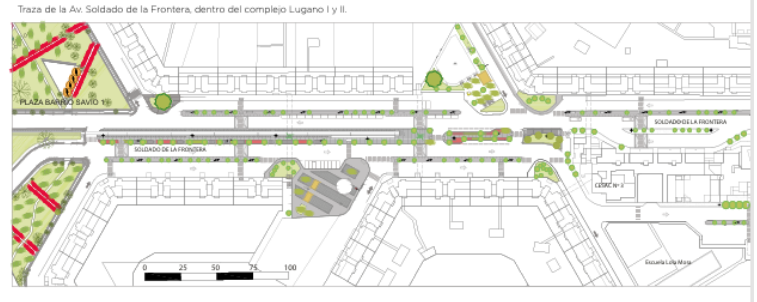 Traza de la Av. Soldado de la Frontera, dentro del complejo Lugano I y II.
PLAZA BARRIO SAVIO 1
SOLDADO DE LA FRONTERA
SOLDADO DE LA FRONTERA
CESAC Nº 3
Escuela Lola Mora
0 25 50 75 100